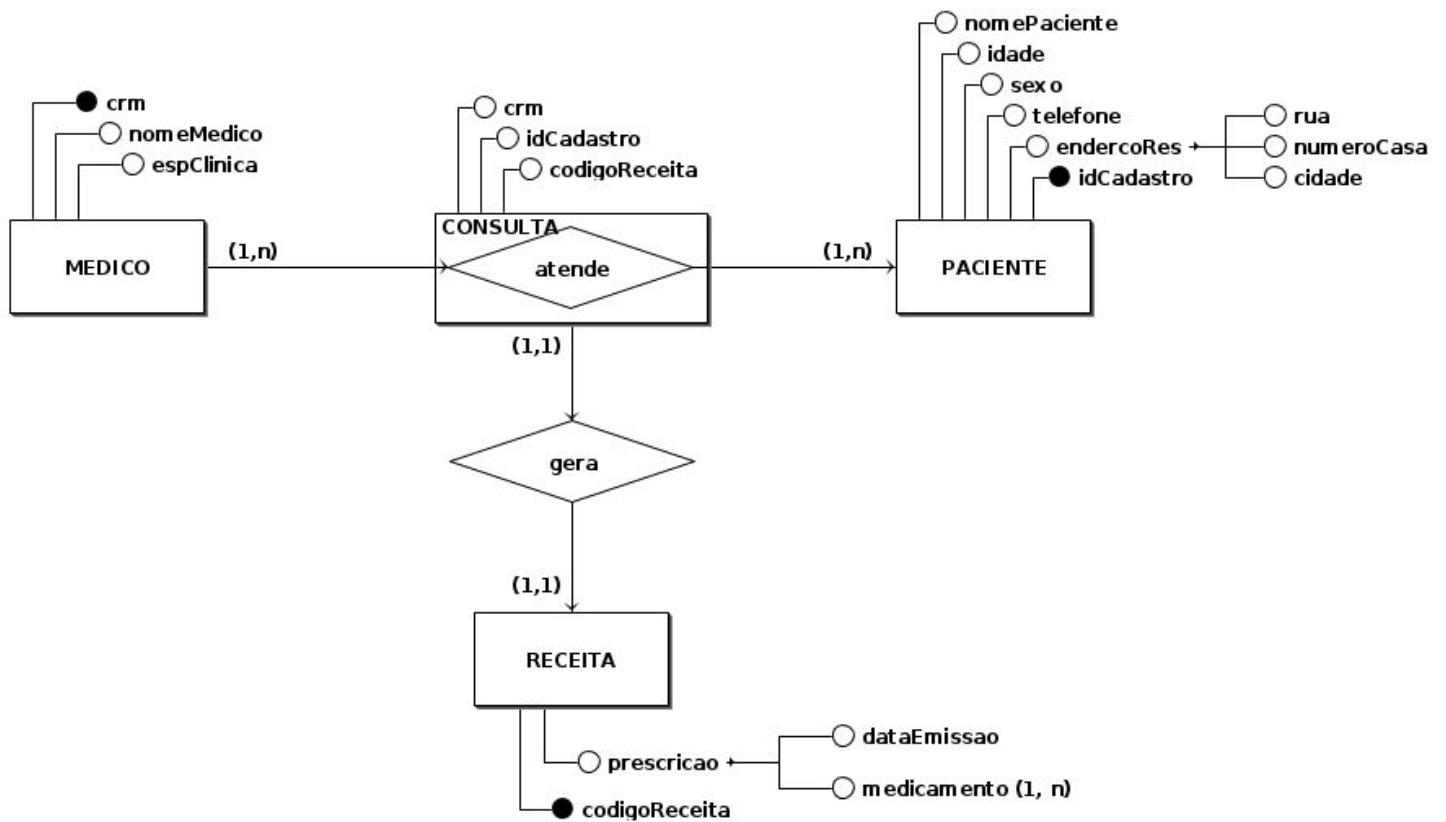 nomePaciente
idade
sexo
telefone
endercoRes
idCadastro
rua
numeroCasa
cidade
crm
nomeMedico
espClinica
crm
idCadastro
codigoReceita
MEDICO
(1,n)
CONSULTA
atende
(1,n)
PACIENTE
(1,1)
gera
(1,1)
RECEITA
prescricao
codigoReceita
dataEmissao
medicamento (1, n)